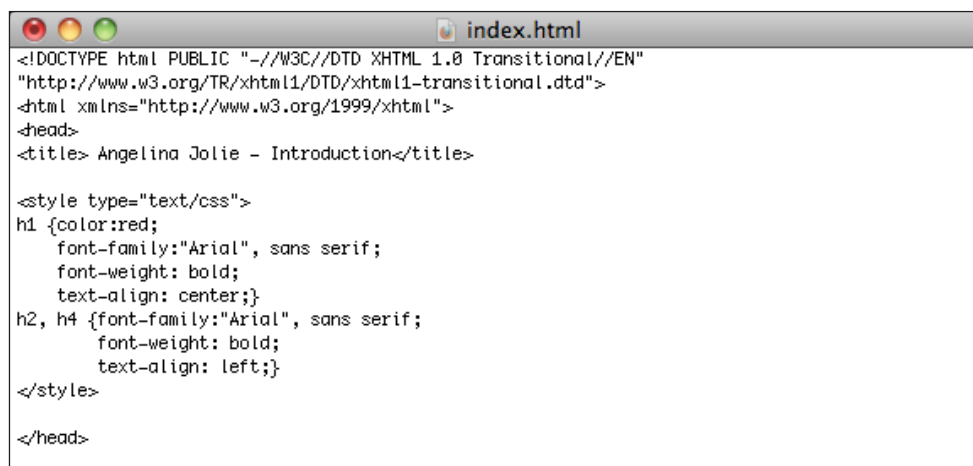 index.html
<!DOCTYPE html PUBLIC "-//W3C//DTD XHTML 1.0 Transitional//EN"
"http://www.w3.org/TR/xhtml1/DTD/xhtml1-transitional.dtd">
<html xmlns="http://www.w3.org/1999/xhtml">
<head>
<title> Angelina Jolie - Introduction</title>

<style type="text/css">
h1 {color:red;
    font-family:"Arial", sans serif;
    font-weight: bold;
    text-align: center;}
h2, h4 {font-family:"Arial", sans serif;
        font-weight: bold;
        text-align: left;}
</style>

</head>